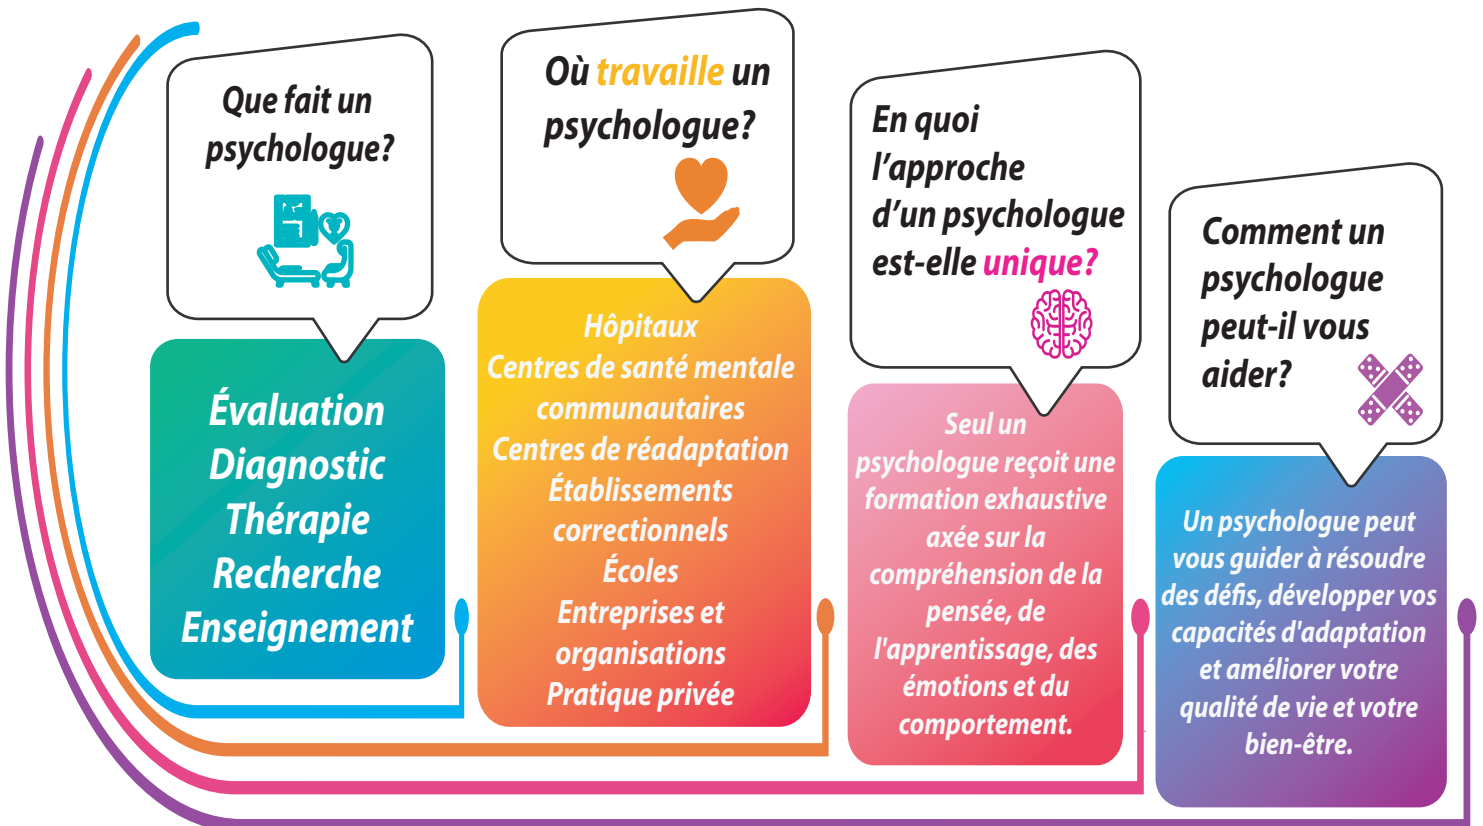 Que fait un
psychologue?
Évaluation
Diagnostic
Thérapie
Recherche
Enseignement
Où travaille un
psychologue?
Hôpitaux
Centres de santé mentale
communautaires
Centres de réadaptation
Établissements
correctionnels
Écoles
Entreprises et
organisations
Pratique privée
En quoi
l’approche
d’un psychologue
est-elle unique?
Seul un
psychologue reçoit une
formation exhaustive
axée sur la
compréhension de la
pensée, de
l'apprentissage, des
émotions et du
comportement.
Comment un
psychologue
peut-il vous
aider?
Un psychologue peut
vous guider à résoudre
des défis, développer vos
capacités d'adaptation
et améliorer votre
qualité de vie et votre
bien-être.